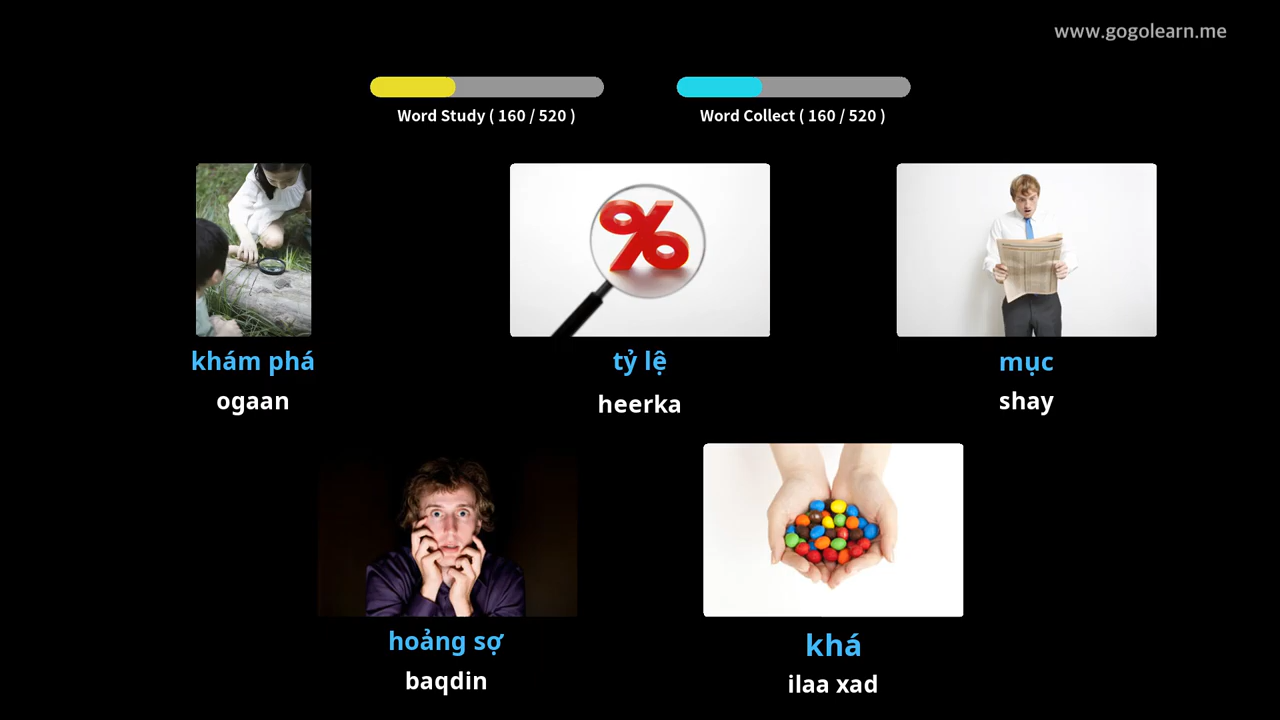 www.gogolearn.me
Word Study ( 160 / 520 )
Word Collect ( 160 / 520 )
khám phá
ogaan
tỷ lệ
heerka
mục
shay
hoảng sợ
baqdin
khá
ilaa xad